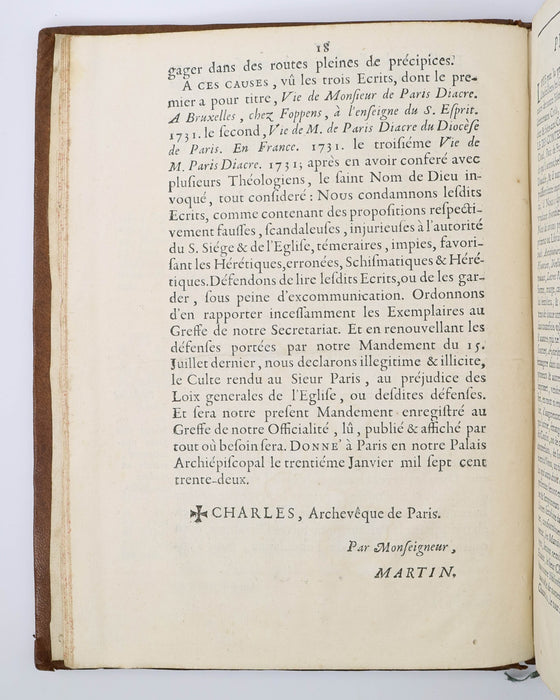 18
gager dans des routes pleines de précipices.
A CES CAUSES, vû les trois Ecrits, dont le pre-
mier a pour titre, Vie de Monſieur de Paris Diacre.
A Bruxelles, chez Foppens, à l'enſeigne du S. Eſprit.
1731. le ſecond, Vie de M. de Paris Diacre du Diocèſe
de Paris. En France. 1731. le troiſiéme Vie de
M. Paris Diacre. 1731; après en avoir conferé avec
pluſieurs Théologiens, le ſaint Nom de Dieu in-
voqué, tout conſideré: Nous condamnons leſdits
Ecrits, comme contenant des propoſitions reſpecti-
vement fauſſes, ſcandaleuſes, injurieuſes à l'autorité
du S. Siége & de l'Egliſe, témeraires, impies, favori-
ſant les Hérétiques, erronées, Schiſmatiques & Héré-
tiques. Défendons de lire leſdits Ecrits, ou de les gar-
der, ſous peine d'excommunication. Ordonnons
d'en rapporter inceſſamment les Exemplaires au
Greffe de notre Secretariat. Et en renouvellant les
défenſes portées par notre Mandement du 15.
Juillet dernier, nous declarons illegitime & illicite,
le Culte rendu au Sieur Paris, au préjudice des
Loix generales de l'Egliſe, ou deſdites défenſes.
Et ſera notre preſent Mandement enregiſtré au
Greffe de notre Officialité, lû, publié & affiché par
tout où beſoin ſera. DONNE' à Paris en notre Palais
Archiépiſcopal le trentiéme Janvier mil ſept cent
trente-deux.
✠ CHARLES, Archevêque de Paris.
Par Monſeigneur,
MARTIN.